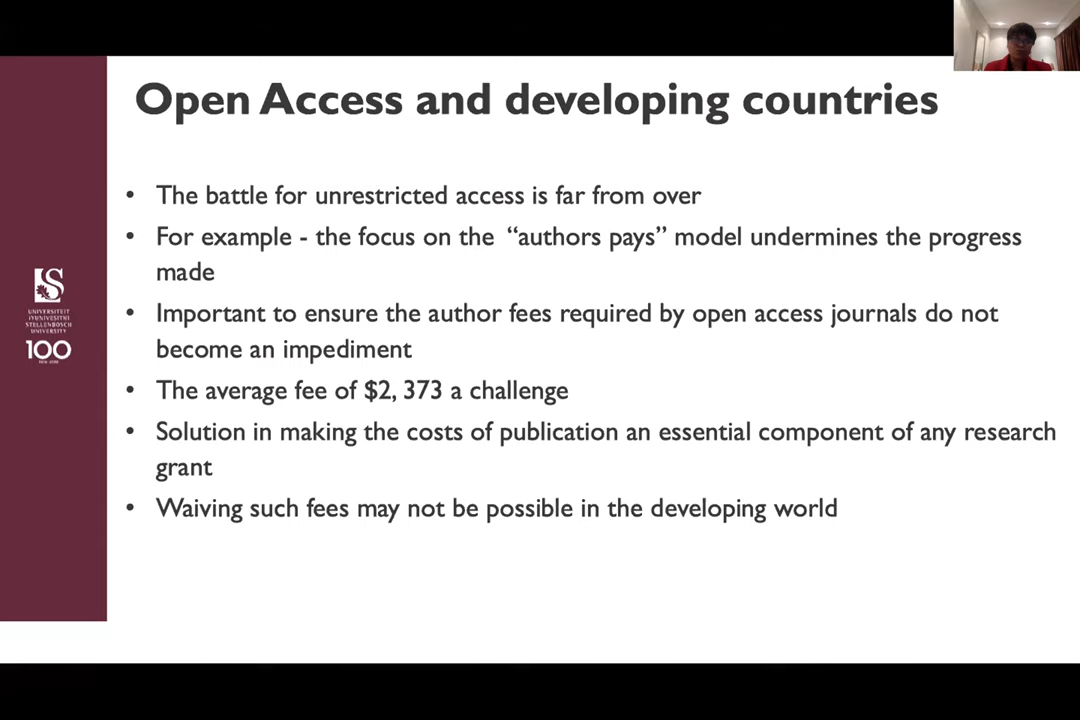 Open Access and developing countries
• The battle for unrestricted access is far from over
• For example - the focus on the “authors pays” model undermines the progress
made
• Important to ensure the author fees required by open access journals do not
become an impediment
• The average fee of $2, 373 a challenge
• Solution in making the costs of publication an essential component of any research
grant
• Waiving such fees may not be possible in the developing world
UNIVERSITEIT
IYUNIVESITHI
STELLENBOSCH
UNIVERSITY
100